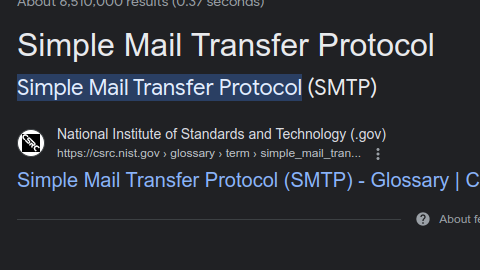 About 6,510,000 results (0.37 seconds)
Simple Mail Transfer Protocol
Simple Mail Transfer Protocol (SMTP)
National Institute of Standards and Technology (.gov)
https://csrc.nist.gov › glossary › term › simple_mail_tran...
Simple Mail Transfer Protocol (SMTP) - Glossary | C
About fe